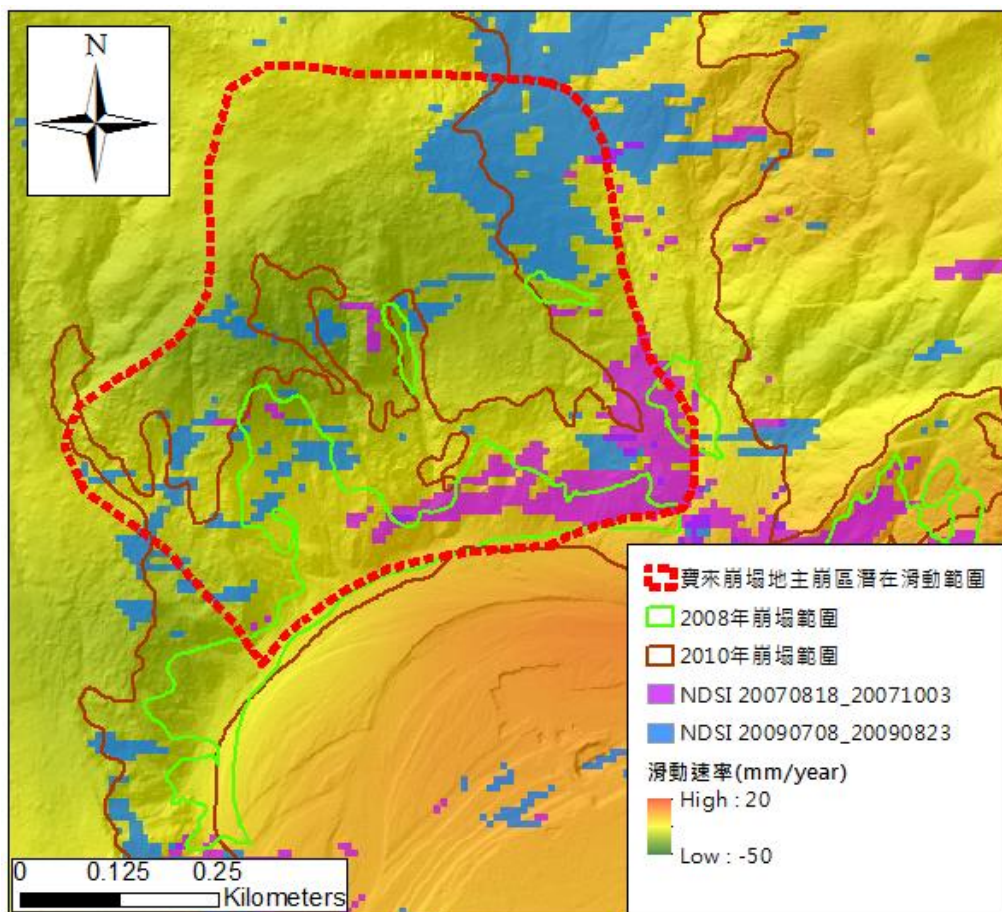 N
寶來崩塌地主崩區潛在滑動範圍
2008年崩塌範圍
2010年崩塌範圍
NDSI 20070818_20071003
NDSI 20090708_20090823
滑動速率(mm/year)
High : 20
Low : -50
0 0.125 0.25
Kilometers